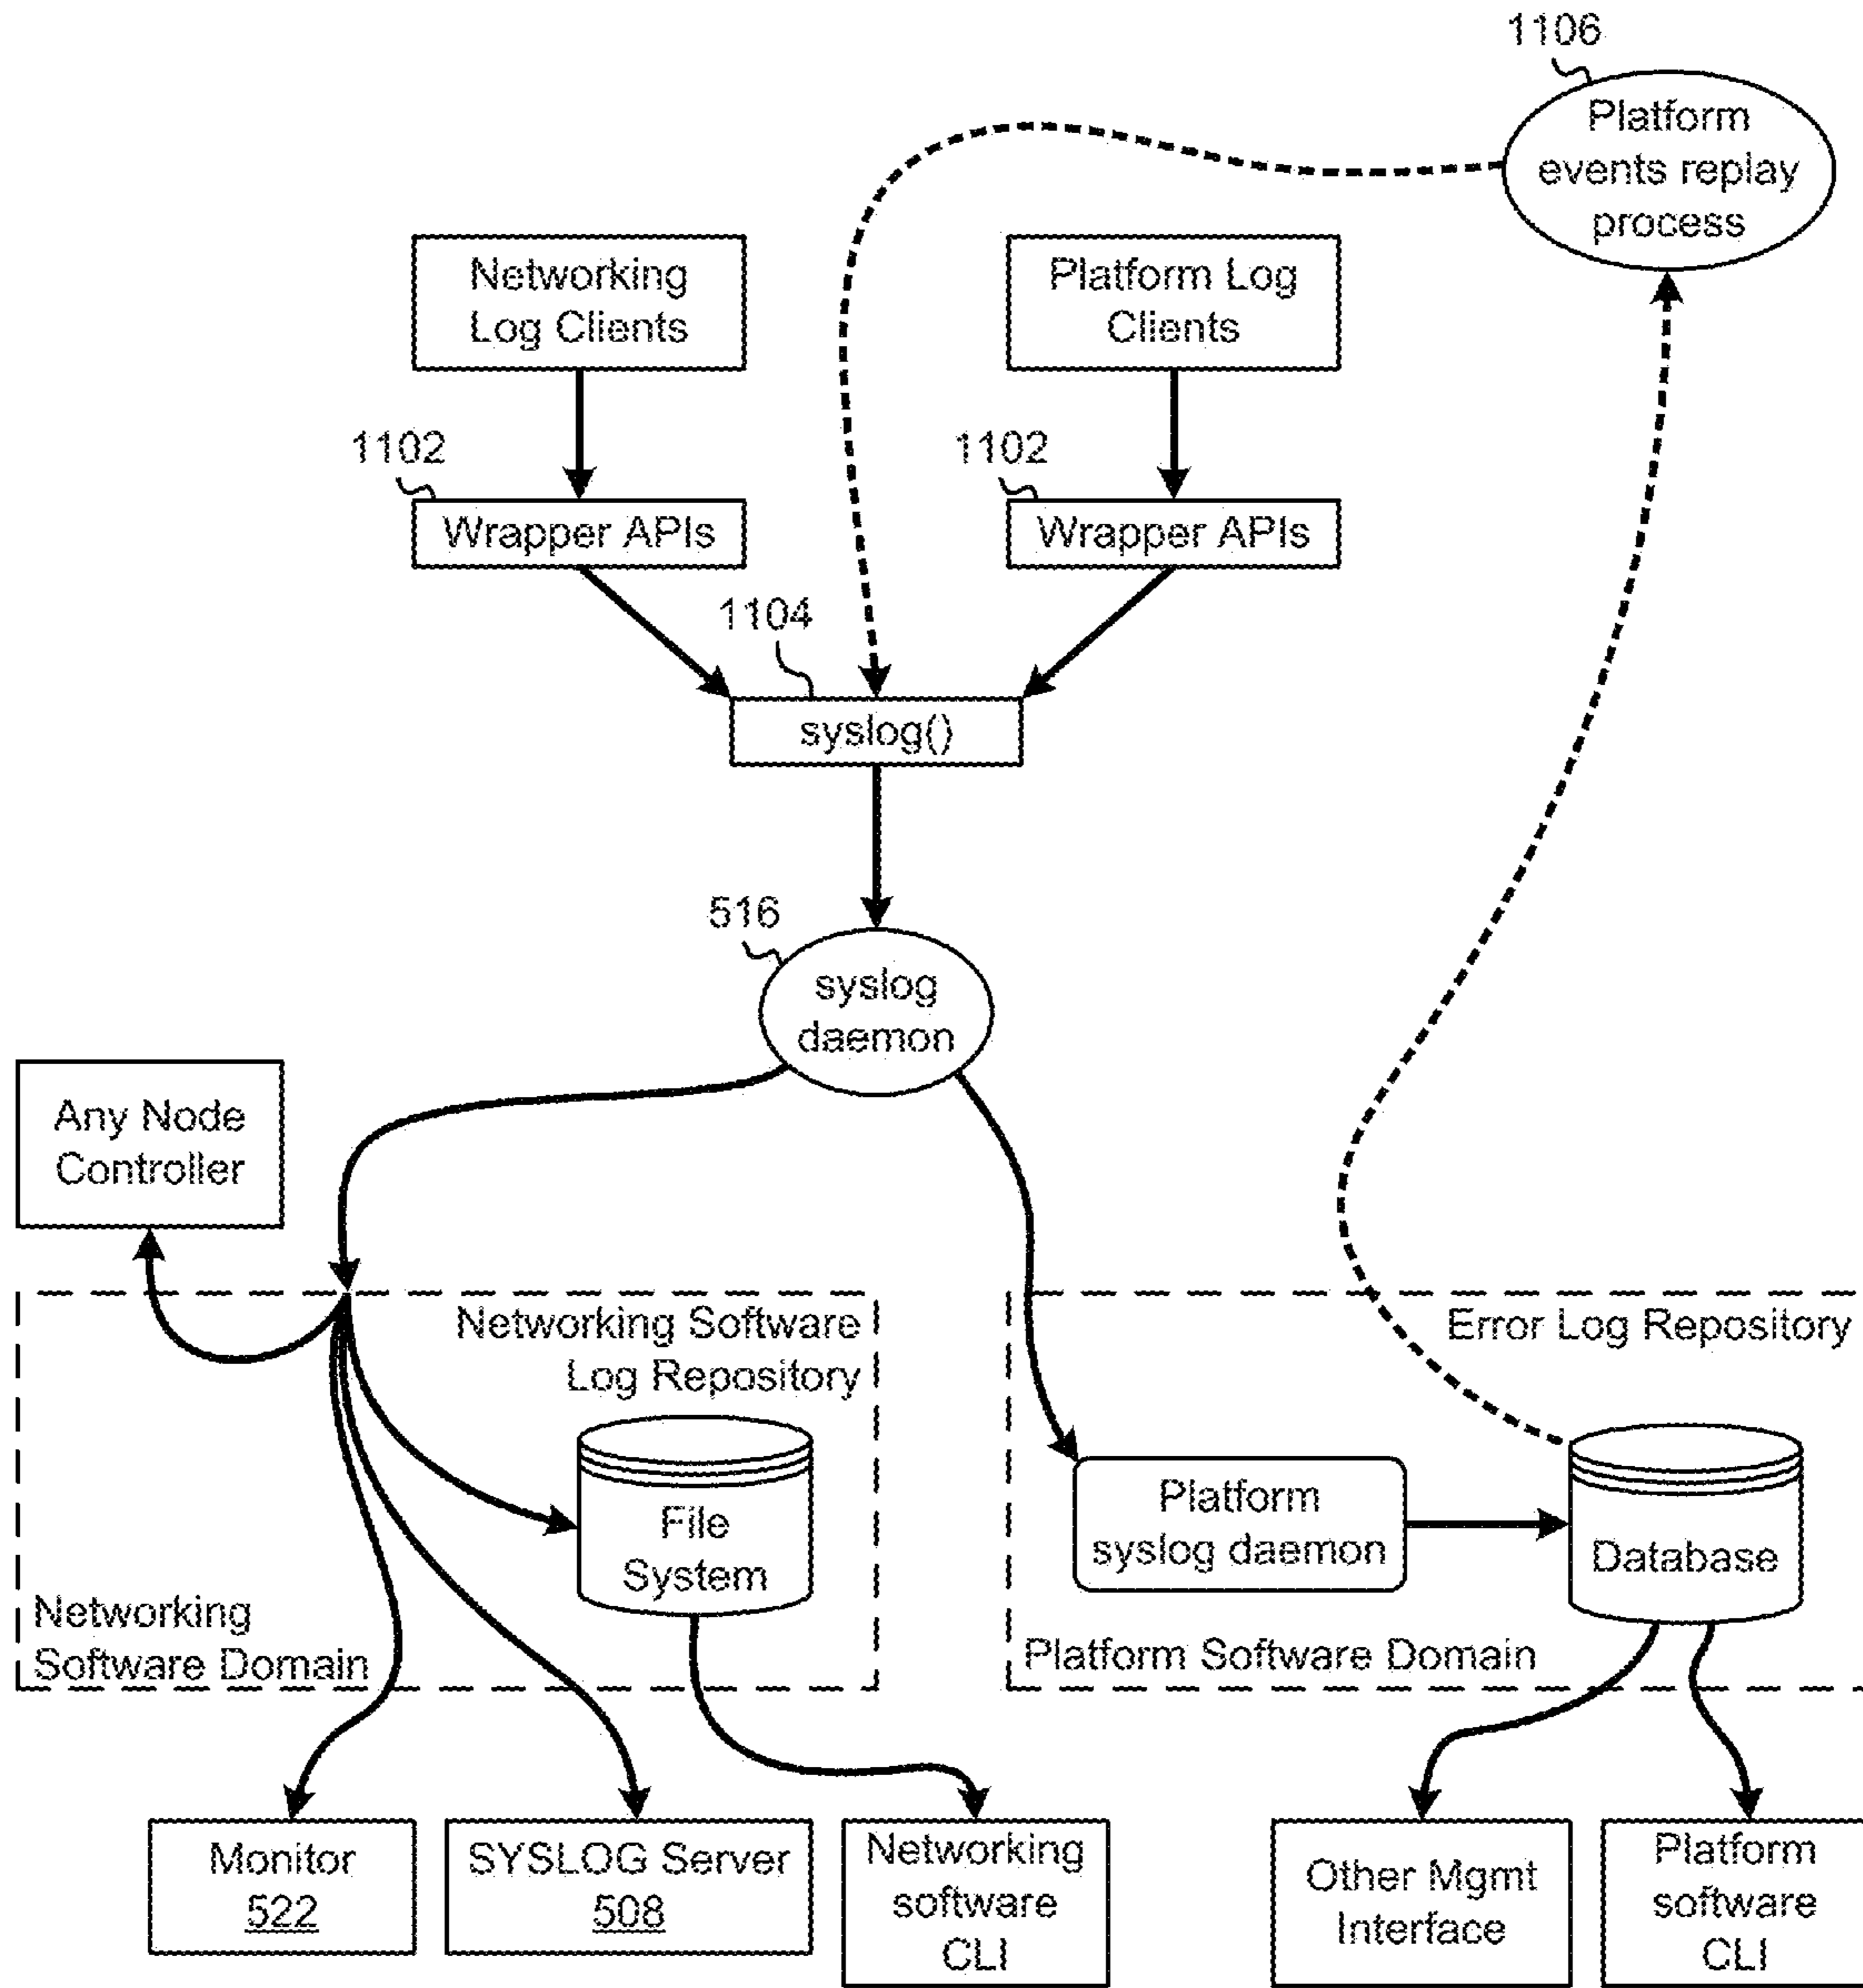 1106
Platform
events replay
process
Networking
Log Clients
Platform Log
Clients
1102
1102
Wrapper APIs
Wrapper APIs
1104
syslog()
516
syslog
daemon
Any Node
Controller
Networking Software
Log Repository
Error Log Repository
File
System
Platform
syslog daemon
Database
Networking
Software Domain
Platform Software Domain
Monitor
522
SYSLOG Server
508
Networking
software
CLI
Other Mgmt
Interface
Platform
software
CLI